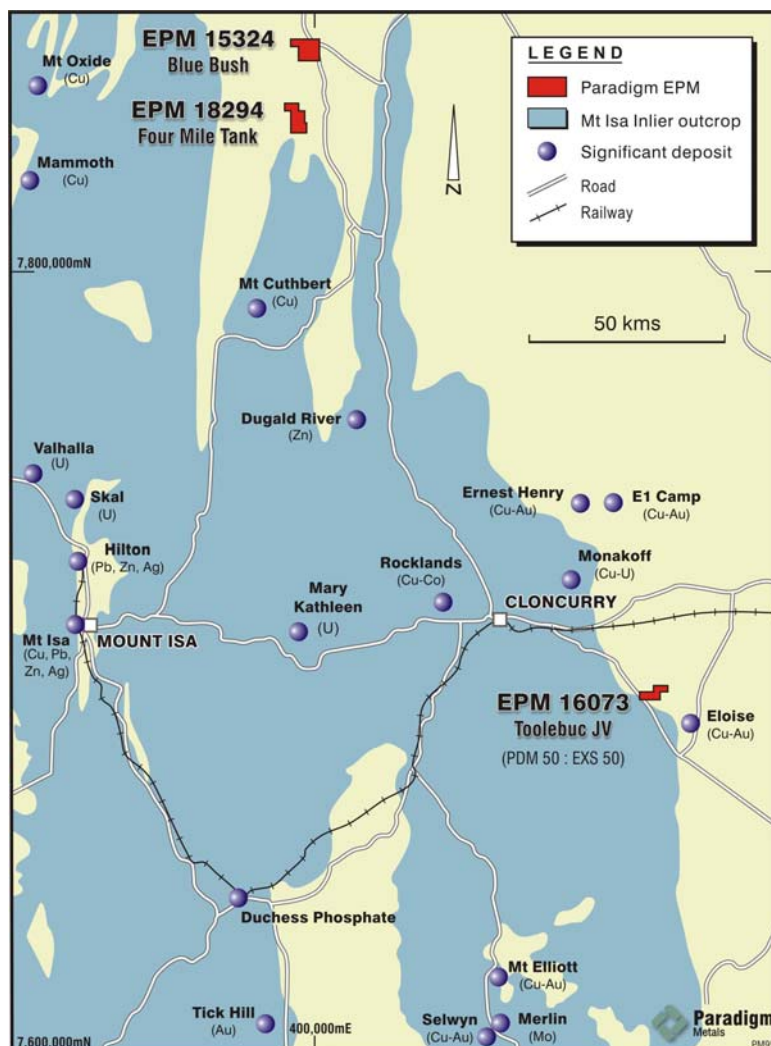 EPM 15324
Blue Bush
Mt Oxide
(Cu)
EPM 18294
Four Mile Tank
Mammoth
(Cu)
LEGEND
Paradigm EPM
Mt Isa Inlier outcrop
Significant deposit
Road
Railway
N
7,800,000mN
Mt Cuthbert
(Cu)
50 kms
Dugald River
(Zn)
Valhalla
(U)
Skal
(U)
Ernest Henry
(Cu-Au)
E1 Camp
(Cu-Au)
Hilton
(Pb, Zn, Ag)
Monakoff
(Cu-U)
Rocklands
(Cu-Co)
Mary
Kathleen
(U)
CLONCURRY
Mt Isa
(Cu, Pb,
Zn, Ag)
MOUNT ISA
EPM 16073
Toolebuc JV
(PDM 50 : EXS 50)
Eloise
(Cu-Au)
Duchess Phosphate
Mt Elliott
(Cu-Au)
Tick Hill
(Au)
Selwyn
(Cu-Au)
Merlin
(Mo)
7,600,000mN
400,000mE
Paradigm
Metals